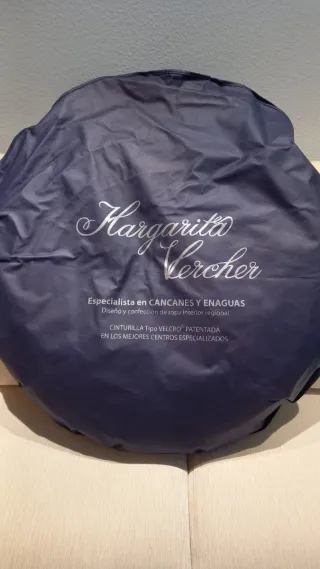 Margarita
Vercher
Especialista en CANCANES Y ENAGUAS
Diseño y confección de ropa interior regional
CINTURILLA Tipo VELCRO® PATENTADA
EN LOS MEJORES CENTROS ESPECIALIZADOS